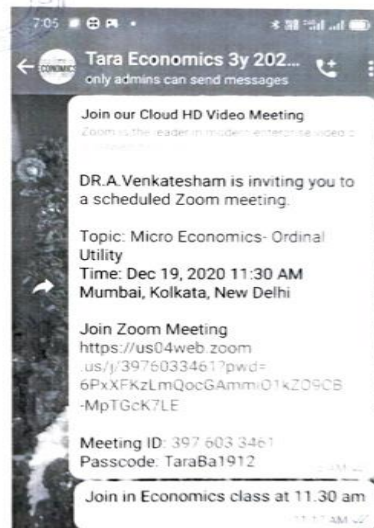 7:05
Tara Economics 3y 202...
only admins can send messages
Join our Cloud HD Video Meeting
Zoom is the leader in modern enterprise video
DR.A.Venkatesham is inviting you to
a scheduled Zoom meeting.
Topic: Micro Economics- Ordinal
Utility
Time: Dec 19, 2020 11:30 AM
Mumbai, Kolkata, New Delhi
Join Zoom Meeting
https://us04web.zoom
.us/j/3976033461?pwd=
-MpTGcK7LE
Meeting ID: 397 603 3461
Passcode: TaraBa1912
Join in Economics class at 11.30 am